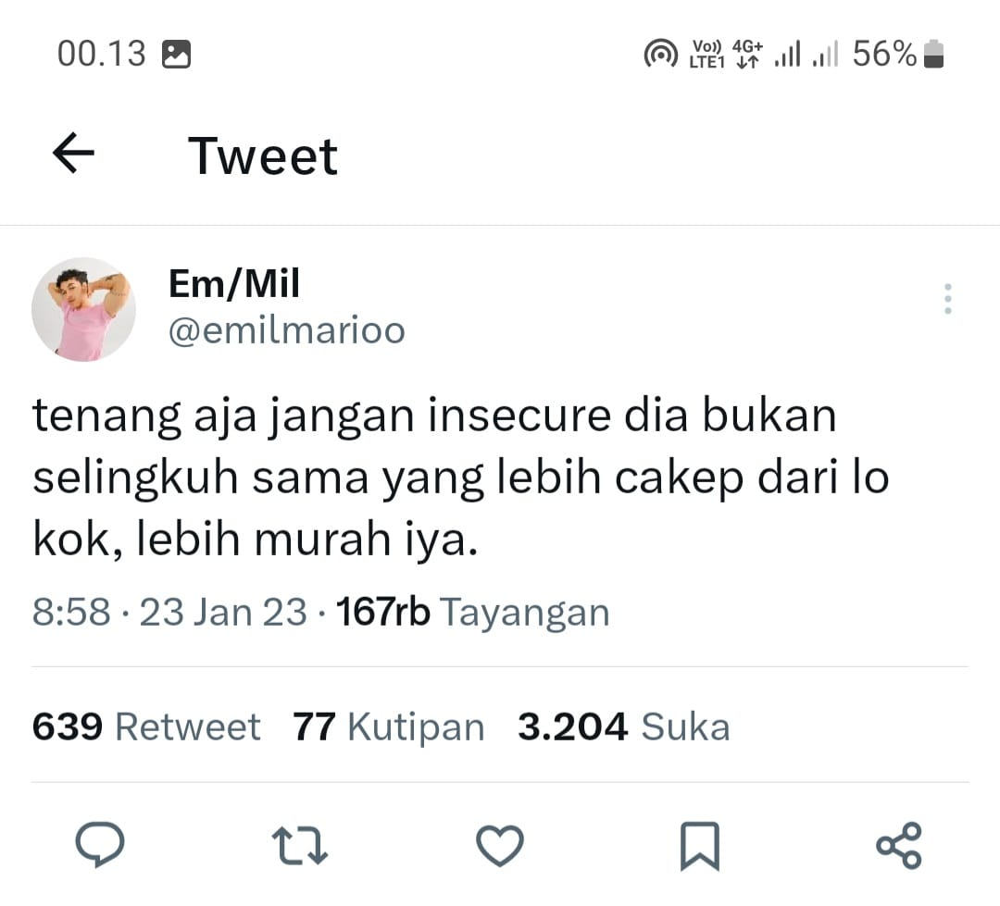 00.13 Vo)) 4G+ 56%
LTE1
Tweet
Em/Mil
@emilmarioo
tenang aja jangan insecure dia bukan
selingkuh sama yang lebih cakep dari lo
kok, lebih murah iya.
8:58 · 23 Jan 23 · 167rb Tayangan
639 Retweet 77 Kutipan 3.204 Suka